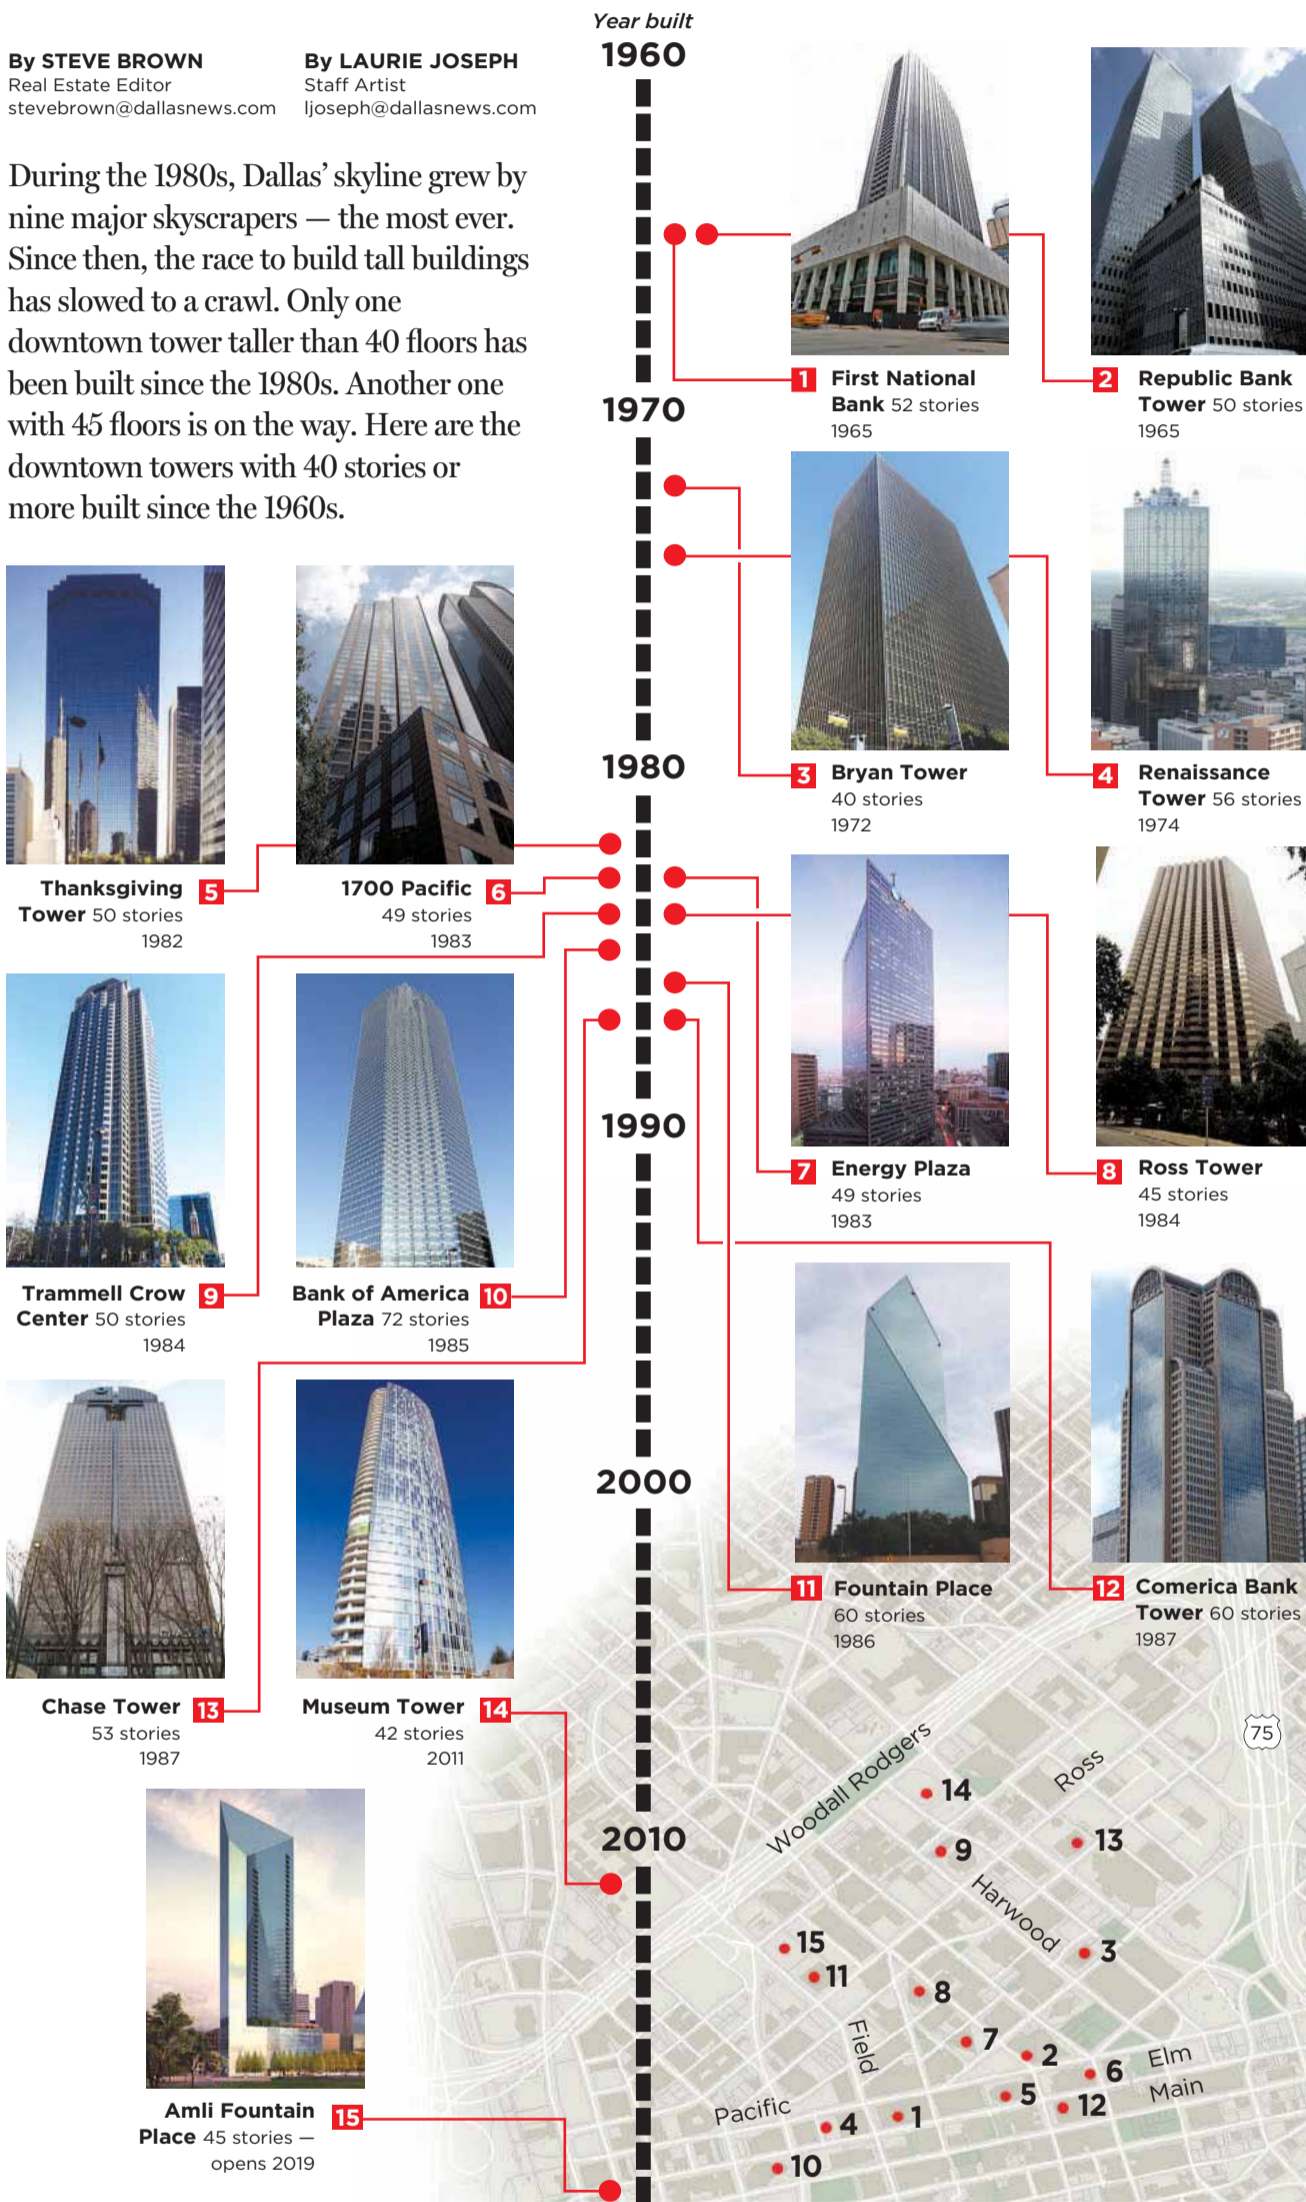 Year built
1960
By STEVE BROWN
Real Estate Editor
stevebrown@dallasnews.com
By LAURIE JOSEPH
Staff Artist
ljoseph@dallasnews.com
During the 1980s, Dallas’ skyline grew by
nine major skyscrapers — the most ever.
Since then, the race to build tall buildings
has slowed to a crawl. Only one
downtown tower taller than 40 floors has
been built since the 1980s. Another one
with 45 floors is on the way. Here are the
downtown towers with 40 stories or
more built since the 1960s.
1 First National
Bank 52 stories
1965
2 Republic Bank
Tower 50 stories
1965
1970
3 Bryan Tower
40 stories
1972
4 Renaissance
Tower 56 stories
1974
1980
Thanksgiving 5
Tower 50 stories
1982
1700 Pacific 6
49 stories
1983
7 Energy Plaza
49 stories
1983
8 Ross Tower
45 stories
1984
1990
Trammell Crow 9
Center 50 stories
1984
Bank of America 10
Plaza 72 stories
1985
2000
11 Fountain Place
60 stories
1986
12 Comerica Bank
Tower 60 stories
1987
Chase Tower 13
53 stories
1987
Museum Tower 14
42 stories
2011
2010
Amli Fountain 15
Place 45 stories —
opens 2019
75
Woodall Rodgers
Ross
14
13
9
Harwood
15
3
11
8
Field
7
2
Elm
6
Main
5
12
Pacific
1
4
10